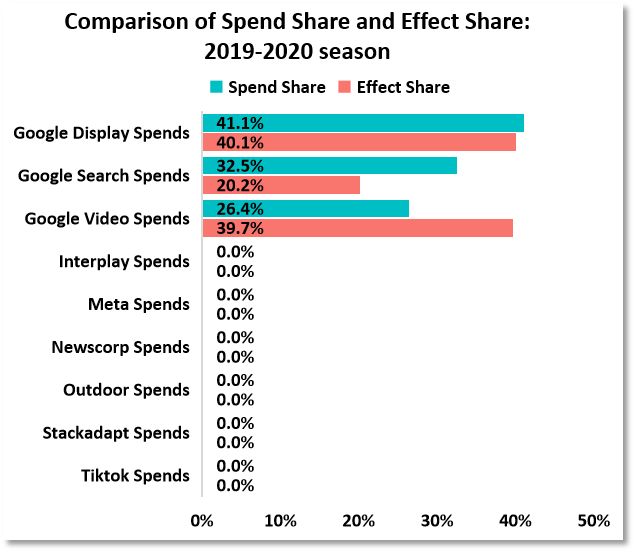 Comparison of Spend Share and Effect Share:
2019-2020 season
Spend Share Effect Share
Google Display Spends
41.1%
40.1%
Google Search Spends
32.5%
20.2%
Google Video Spends
26.4%
39.7%
Interplay Spends
0.0%
0.0%
Meta Spends
0.0%
0.0%
Newscorp Spends
0.0%
0.0%
Outdoor Spends
0.0%
0.0%
Stackadapt Spends
0.0%
0.0%
Tiktok Spends
0.0%
0.0%
0% 10% 20% 30% 40% 50%